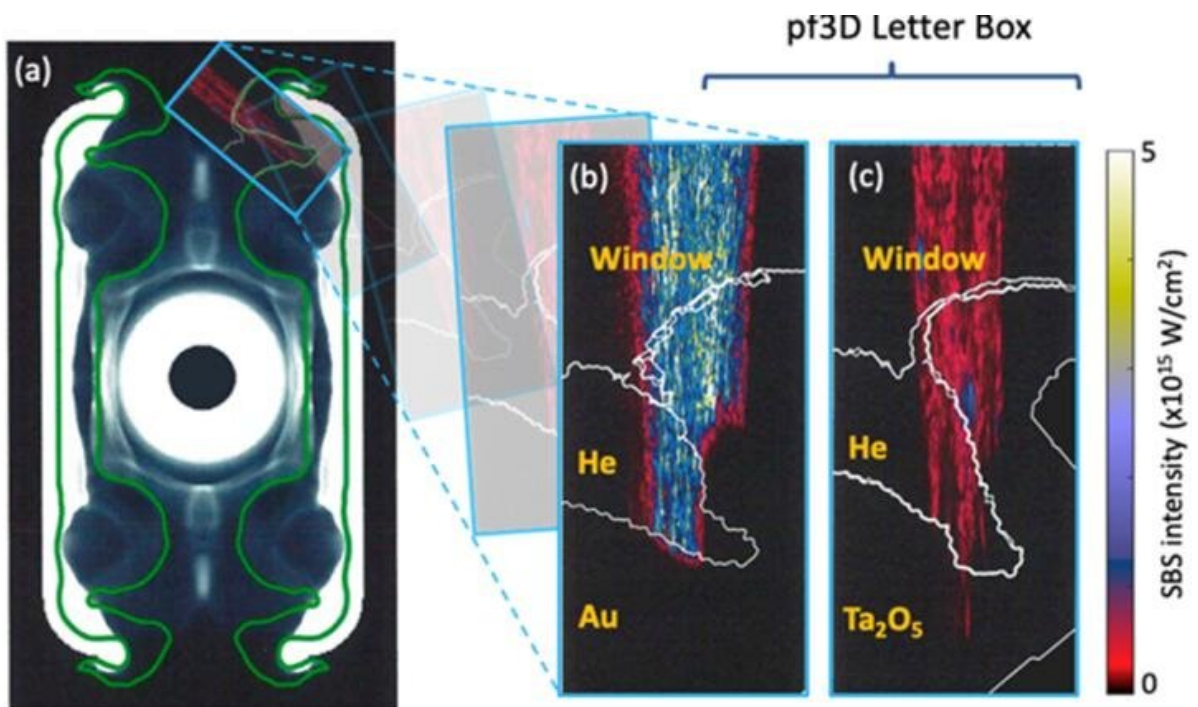 pf3D Letter Box
(a)
(b)
(c)
5
Window
Window
He
He
Au
Ta₂O₅
SBS intensity (x10¹⁵ W/cm²)
0